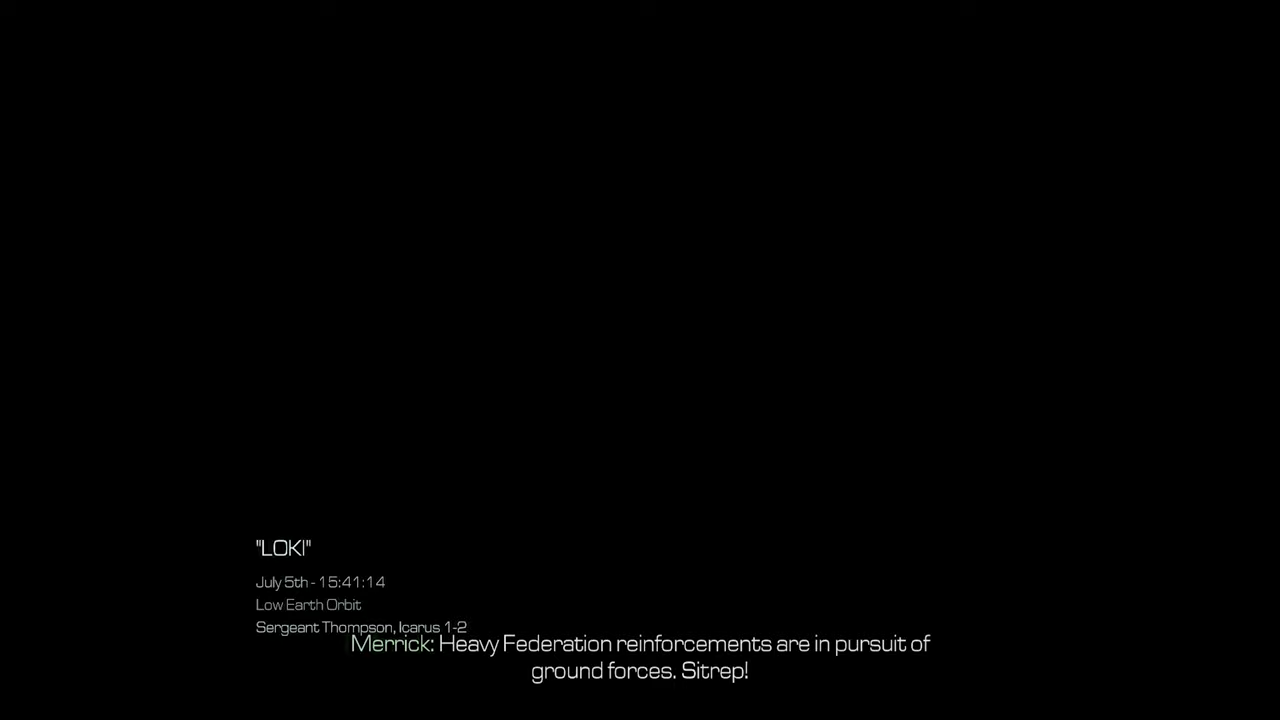 "LOKI"
July 5th - 15:41:14
Low Earth Orbit
Sergeant Thompson, Icarus 1-2
Merrick: Heavy Federation reinforcements are in pursuit of
ground forces. Sitrep!